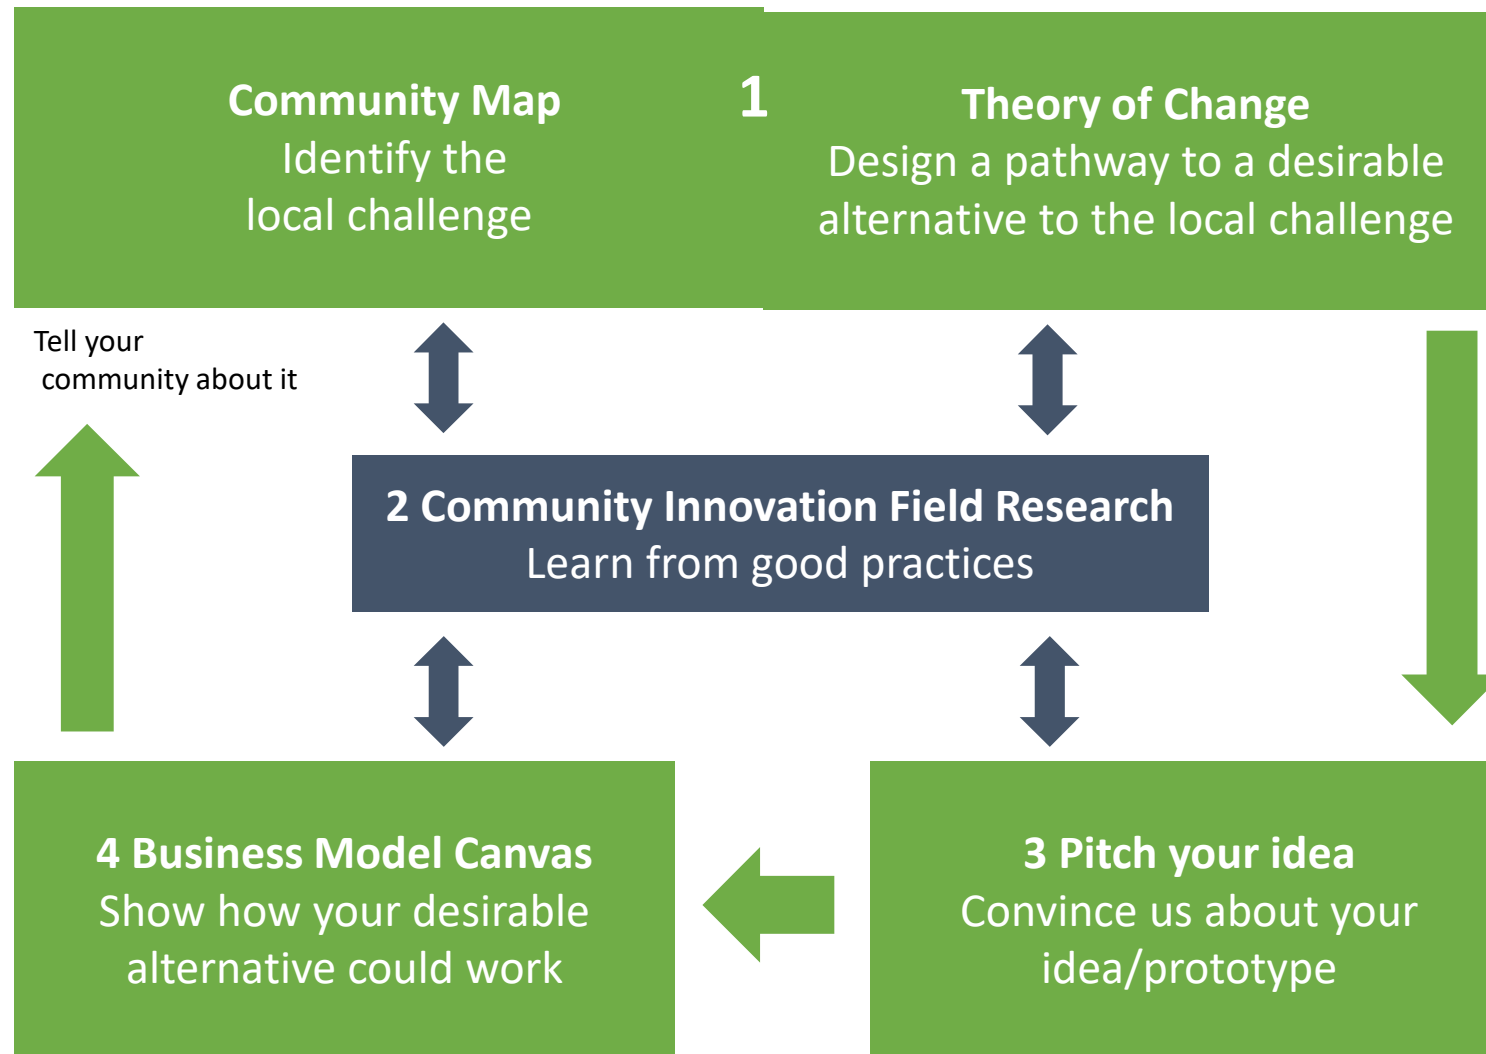 Community Map
Identify the
local challenge
1
Theory of Change
Design a pathway to a desirable
alternative to the local challenge
Tell your
community about it
2 Community Innovation Field Research
Learn from good practices
4 Business Model Canvas
Show how your desirable
alternative could work
3 Pitch your idea
Convince us about your
idea/prototype